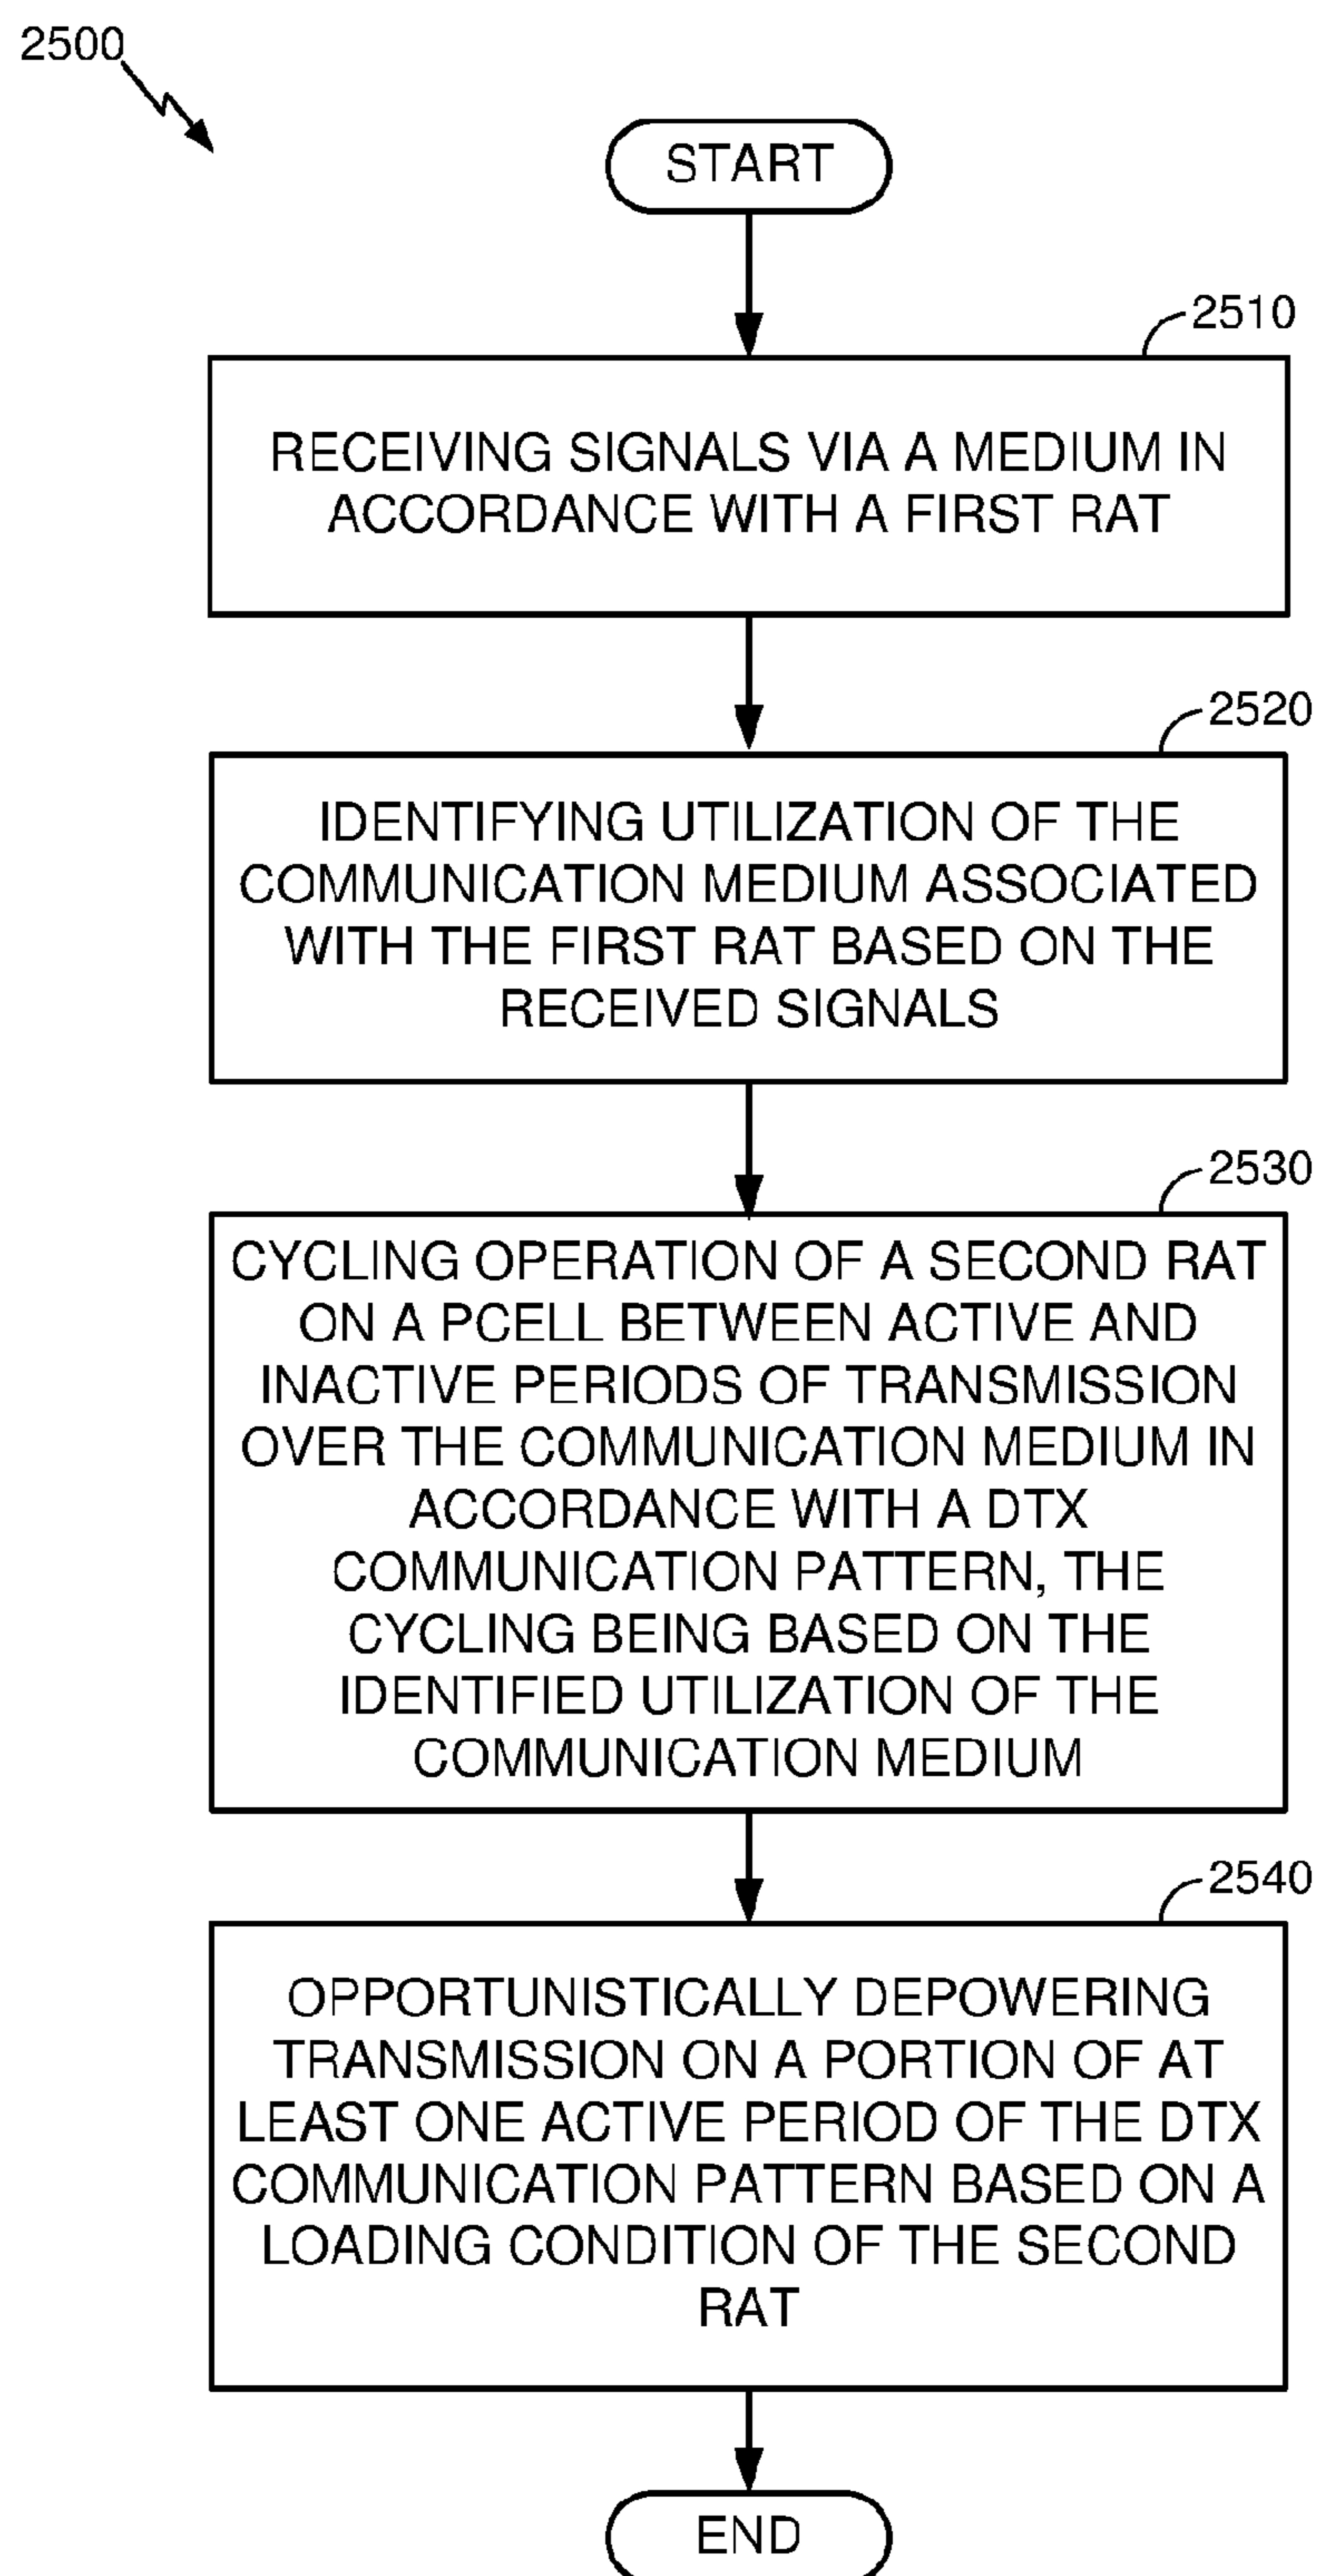 2500
START
2510
RECEIVING SIGNALS VIA A MEDIUM IN
ACCORDANCE WITH A FIRST RAT
2520
IDENTIFYING UTILIZATION OF THE
COMMUNICATION MEDIUM ASSOCIATED
WITH THE FIRST RAT BASED ON THE
RECEIVED SIGNALS
2530
CYCLING OPERATION OF A SECOND RAT
ON A PCELL BETWEEN ACTIVE AND
INACTIVE PERIODS OF TRANSMISSION
OVER THE COMMUNICATION MEDIUM IN
ACCORDANCE WITH A DTX
COMMUNICATION PATTERN, THE
CYCLING BEING BASED ON THE
IDENTIFIED UTILIZATION OF THE
COMMUNICATION MEDIUM
2540
OPPORTUNISTICALLY DEPOWERING
TRANSMISSION ON A PORTION OF AT
LEAST ONE ACTIVE PERIOD OF THE DTX
COMMUNICATION PATTERN BASED ON A
LOADING CONDITION OF THE SECOND
RAT
END